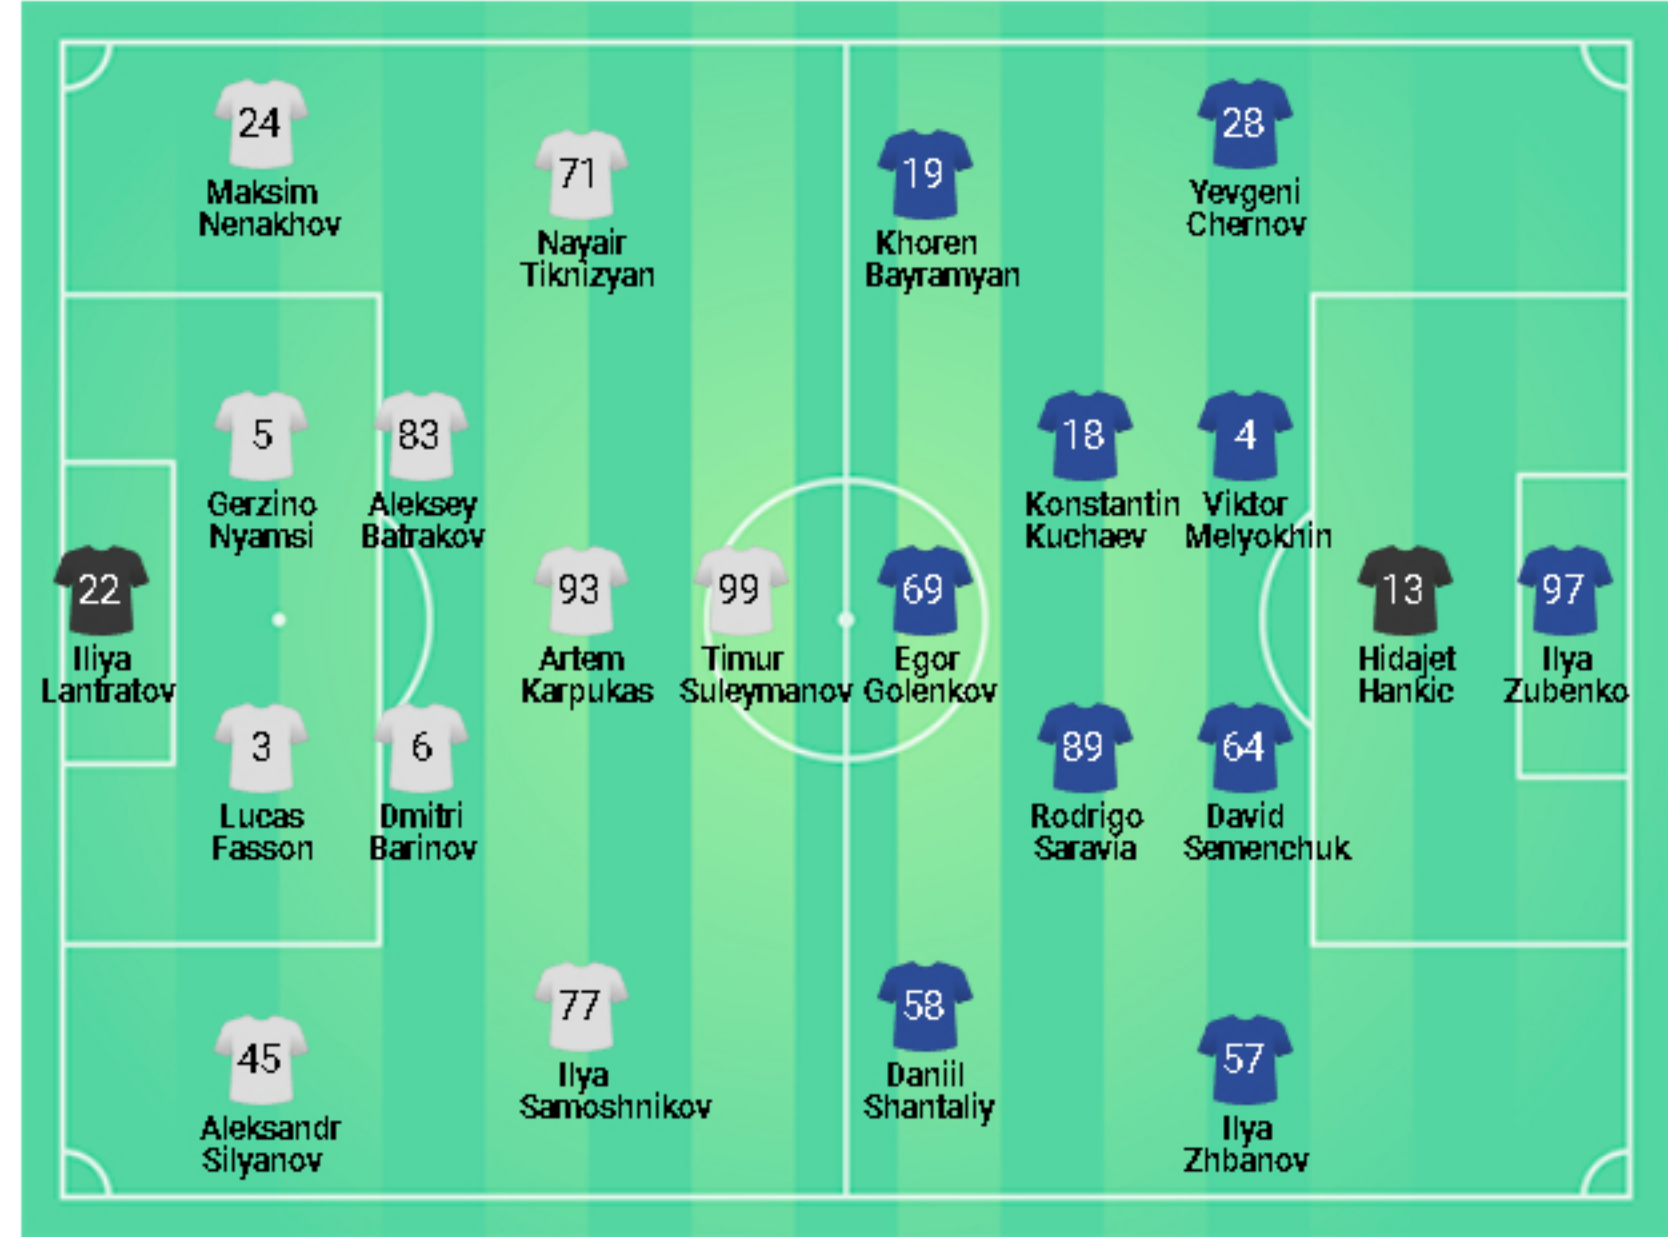 24
Maksim
Nenakhov
71
Nayair
Tiknizyan
19
Khoren
Bayramyan
28
Yevgeni
Chernov
5
Gerzino
Nyamsi
83
Aleksey
Batrakov
18
Konstantin
Kuchaev
4
Viktor
Melyokhin
22
Iliya
Lantratov
93
Artem
Karpukas
99
Timur
Suleymanov
69
Egor
Golenkov
13
Hidajet
Hankic
97
Ilya
Zubenko
3
Lucas
Fasson
6
Dmitri
Barinov
89
Rodrigo
Saravia
64
David
Semenchuk
45
Aleksandr
Silyanov
77
Ilya
Samoshnikov
58
Daniil
Shantaliy
57
Ilya
Zhbanov